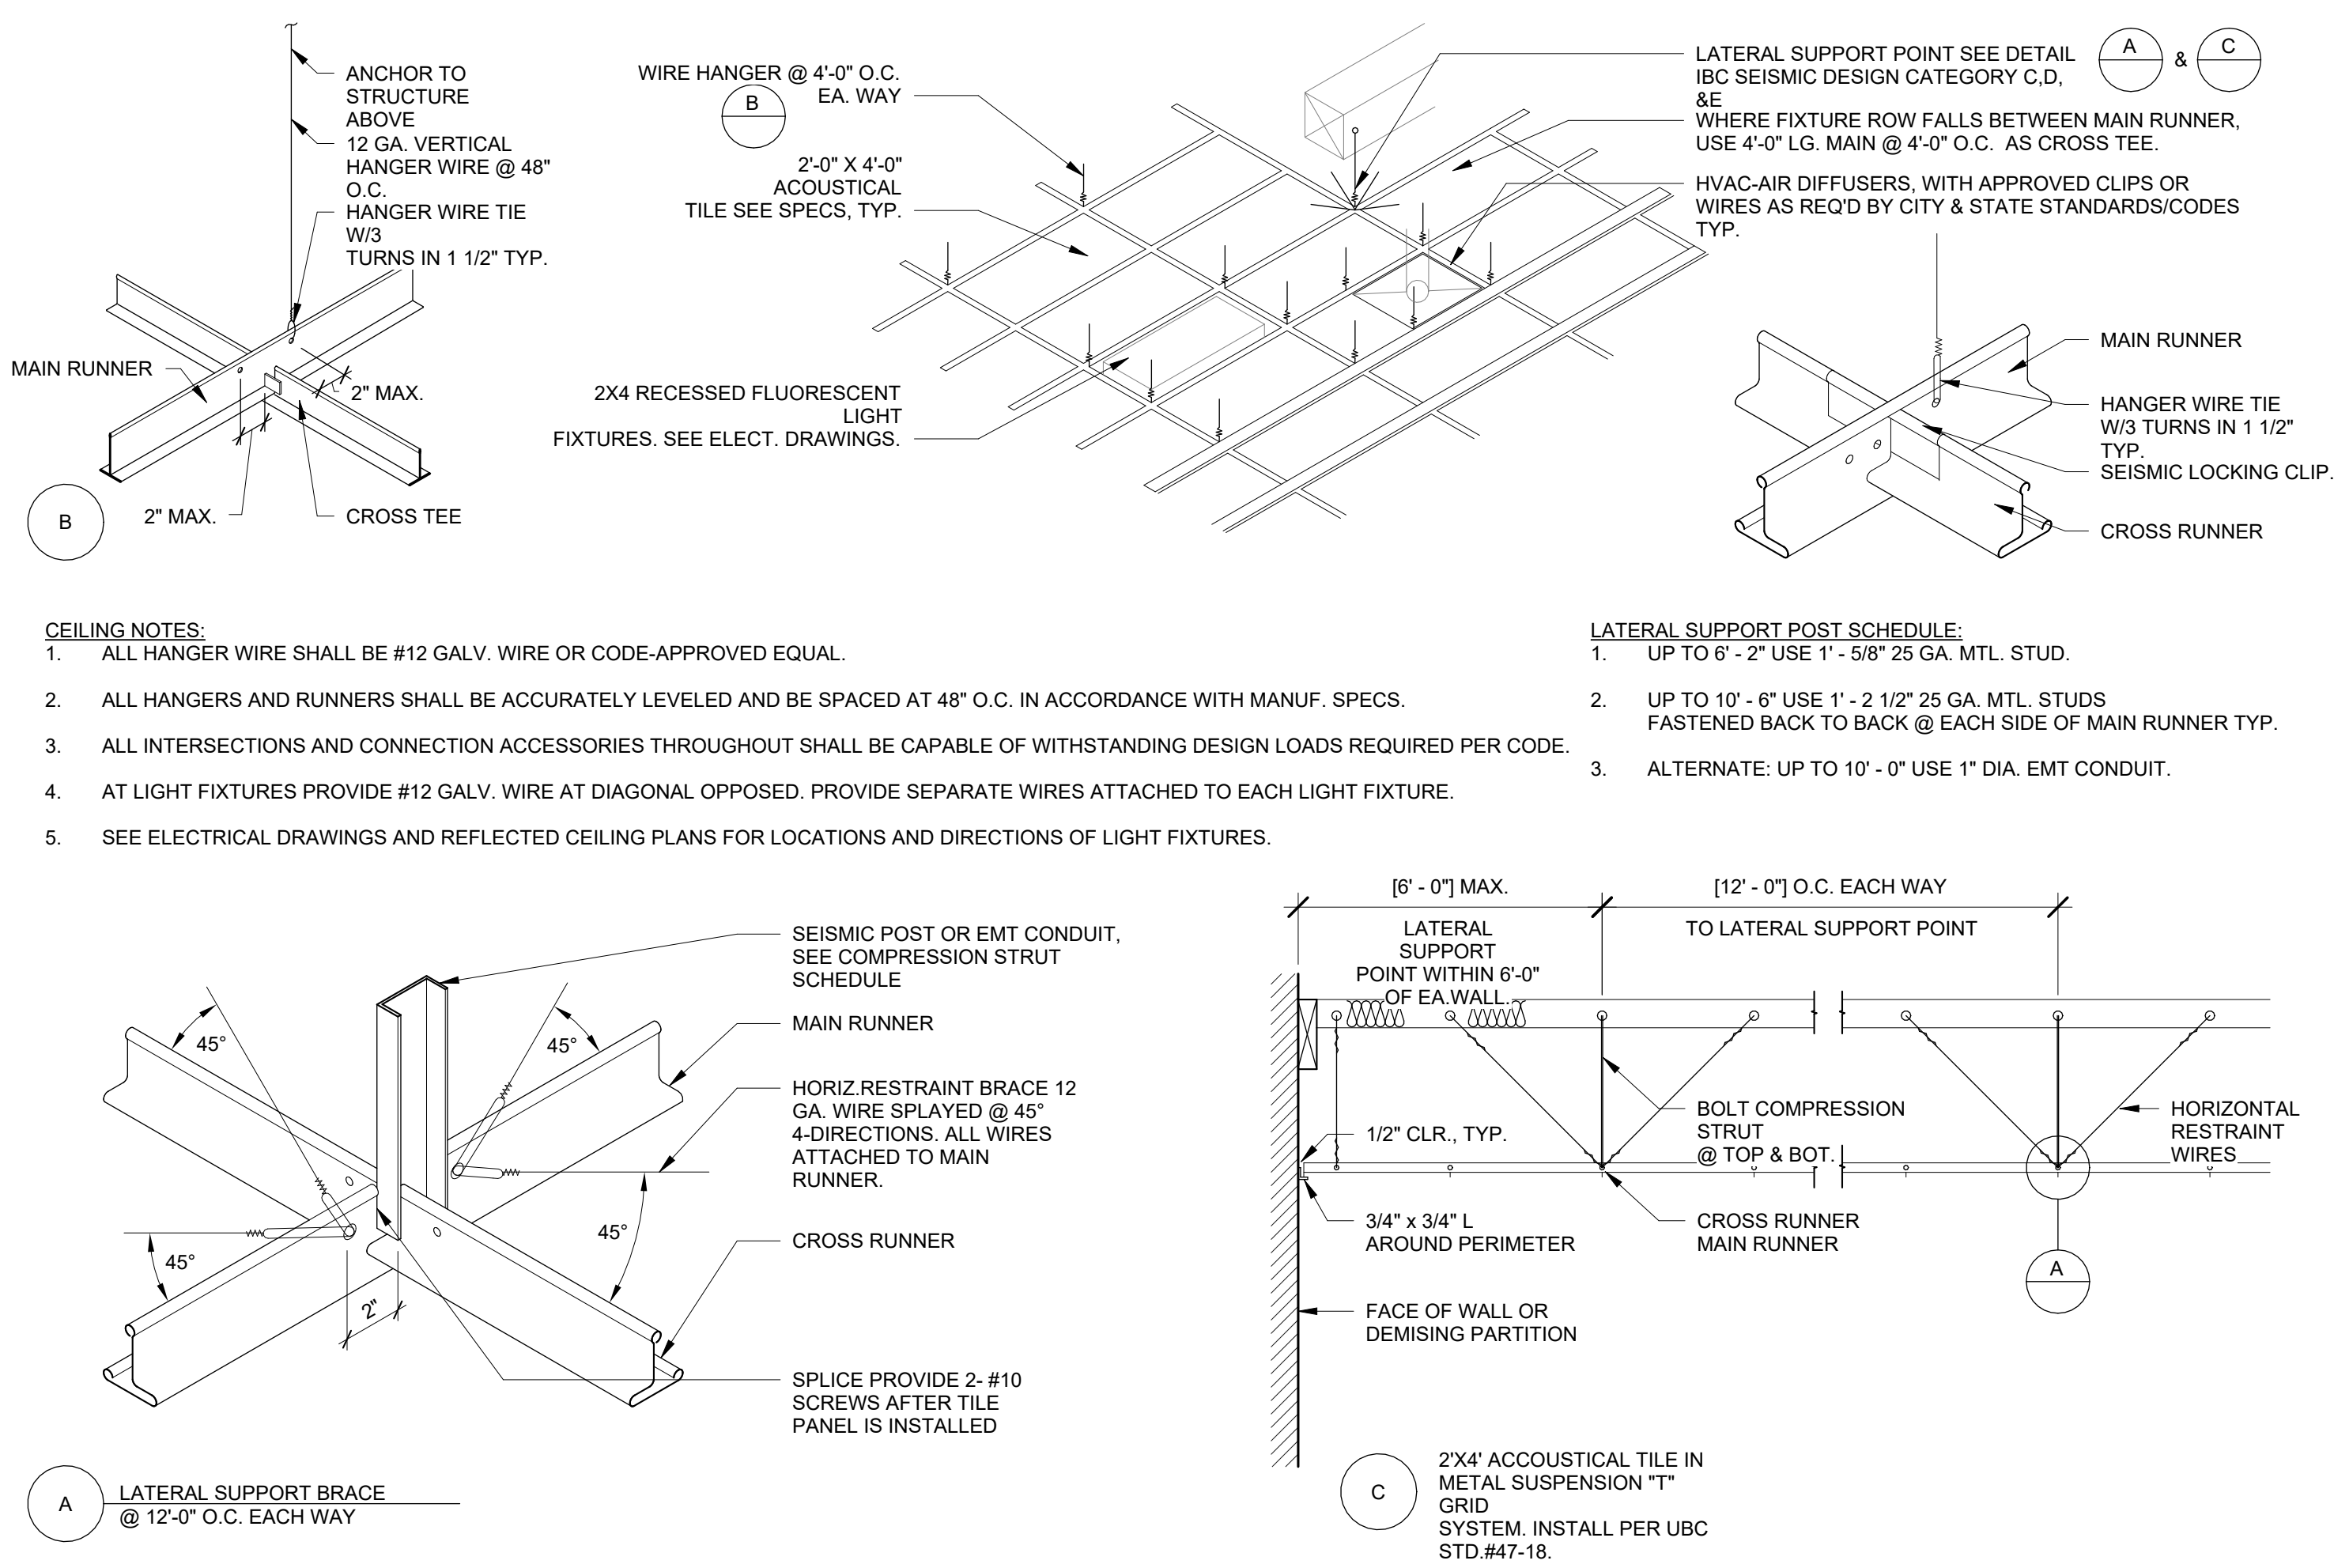 ANCHOR TO
STRUCTURE
ABOVE
12 GA. VERTICAL
HANGER WIRE @ 48"
O.C.
HANGER WIRE TIE
W/3
TURNS IN 1 1/2" TYP.
MAIN RUNNER
2" MAX.
2" MAX.
CROSS TEE
B
WIRE HANGER @ 4'-0" O.C.
EA. WAY
B
2'-0" X 4'-0"
ACOUSTICAL
TILE SEE SPECS, TYP.
2X4 RECESSED FLUORESCENT
LIGHT
FIXTURES. SEE ELECT. DRAWINGS.
LATERAL SUPPORT POINT SEE DETAIL
IBC SEISMIC DESIGN CATEGORY C,D,
&E
A
&
C
WHERE FIXTURE ROW FALLS BETWEEN MAIN RUNNER,
USE 4'-0" LG. MAIN @ 4'-0" O.C. AS CROSS TEE.
HVAC-AIR DIFFUSERS, WITH APPROVED CLIPS OR
WIRES AS REQ'D BY CITY & STATE STANDARDS/CODES
TYP.
MAIN RUNNER
HANGER WIRE TIE
W/3 TURNS IN 1 1/2"
TYP.
SEISMIC LOCKING CLIP.
CROSS RUNNER
CEILING NOTES:
1. ALL HANGER WIRE SHALL BE #12 GALV. WIRE OR CODE-APPROVED EQUAL.
2. ALL HANGERS AND RUNNERS SHALL BE ACCURATELY LEVELED AND BE SPACED AT 48" O.C. IN ACCORDANCE WITH MANUF. SPECS.
3. ALL INTERSECTIONS AND CONNECTION ACCESSORIES THROUGHOUT SHALL BE CAPABLE OF WITHSTANDING DESIGN LOADS REQUIRED PER CODE.
4. AT LIGHT FIXTURES PROVIDE #12 GALV. WIRE AT DIAGONAL OPPOSED. PROVIDE SEPARATE WIRES ATTACHED TO EACH LIGHT FIXTURE.
5. SEE ELECTRICAL DRAWINGS AND REFLECTED CEILING PLANS FOR LOCATIONS AND DIRECTIONS OF LIGHT FIXTURES.
LATERAL SUPPORT POST SCHEDULE:
1. UP TO 6' - 2" USE 1' - 5/8" 25 GA. MTL. STUD.
2. UP TO 10' - 6" USE 1' - 2 1/2" 25 GA. MTL. STUDS
FASTENED BACK TO BACK @ EACH SIDE OF MAIN RUNNER TYP.
3. ALTERNATE: UP TO 10' - 0" USE 1" DIA. EMT CONDUIT.
SEISMIC POST OR EMT CONDUIT,
SEE COMPRESSION STRUT
SCHEDULE
MAIN RUNNER
45°
45°
HORIZ.RESTRAINT BRACE 12
GA. WIRE SPLAYED @ 45°
4-DIRECTIONS. ALL WIRES
ATTACHED TO MAIN
RUNNER.
45°
45°
2"
CROSS RUNNER
SPLICE PROVIDE 2- #10
SCREWS AFTER TILE
PANEL IS INSTALLED
A
LATERAL SUPPORT BRACE
@ 12'-0" O.C. EACH WAY
[6' - 0"] MAX.
[12' - 0"] O.C. EACH WAY
LATERAL
SUPPORT
POINT WITHIN 6'-0"
OF EA.WALL.
TO LATERAL SUPPORT POINT
BOLT COMPRESSION
STRUT
@ TOP & BOT.
HORIZONTAL
RESTRAINT
WIRES
1/2" CLR., TYP.
3/4" x 3/4" L
AROUND PERIMETER
CROSS RUNNER
MAIN RUNNER
A
FACE OF WALL OR
DEMISING PARTITION
C
2'X4' ACCOUSTICAL TILE IN
METAL SUSPENSION "T"
GRID
SYSTEM. INSTALL PER UBC
STD.#47-18.